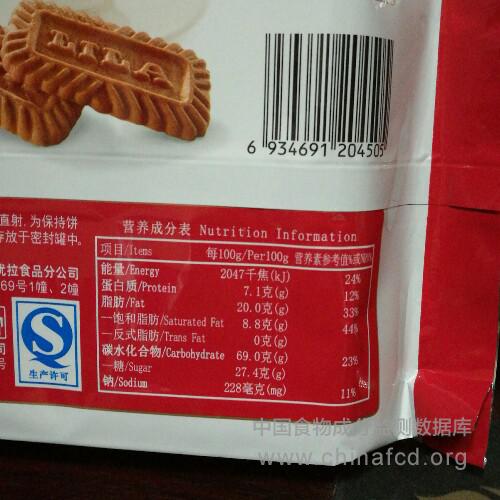 LILA
6 934691 204505
直射,为保持饼
存放于密封罐中。
优拉食品分公司
69号1幢、2幢
司
号
QS
生产许可
营养成分表 Nutrition Information
项目/Items 每100g/Per100g 营养素参考值%或NRV%
能量/Energy 2047千焦(kJ) 24%
蛋白质/Protein 7.1克(g) 12%
脂肪/Fat 20.0克(g) 33%
—饱和脂肪/Saturated Fat 8.8克(g) 44%
—反式脂肪/Trans Fat 0克(g)
碳水化合物/Carbohydrate 69.0克(g) 23%
—糖/Sugar 27.4克(g)
钠/Sodium 228毫克(mg) 11%
中国食物成分监测数据库
www.chinafcd.org